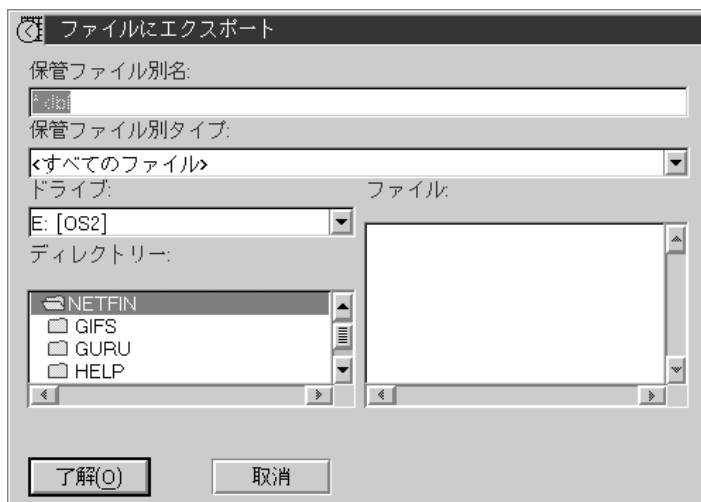 ファイルにエクスポート
保管ファイル別名:
*.dbf
保管ファイル別タイプ:
<すべてのファイル>
ドライブ:
ファイル:
E: [OS2]
ディレクトリー:
NETFIN
GIFS
GURU
HELP
了解(O)
取消